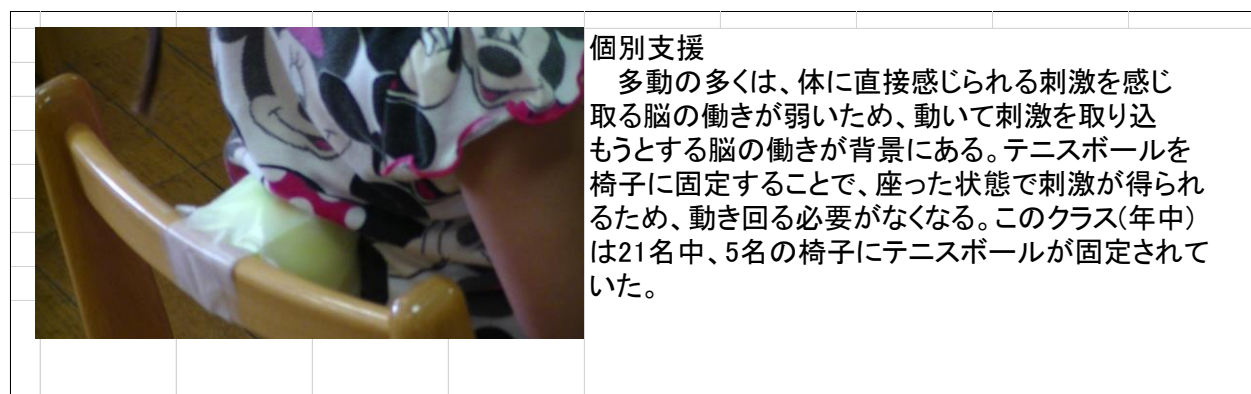 個別支援
　多動の多くは、体に直接感じられる刺激を感じ
取る脳の働きが弱いため、動いて刺激を取り込
もうとする脳の働きが背景にある。テニスボールを
椅子に固定することで、座った状態で刺激が得られ
るため、動き回る必要がなくなる。このクラス(年中)
は21名中、5名の椅子にテニスボールが固定されて
いた。